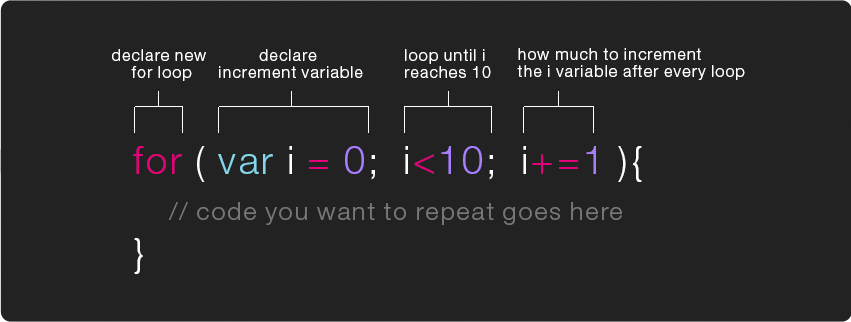 declare new
for loop
declare
increment variable
loop until i
reaches 10
how much to increment
the i variable after every loop
for ( var i = 0; i<10; i+=1 ){
// code you want to repeat goes here
}